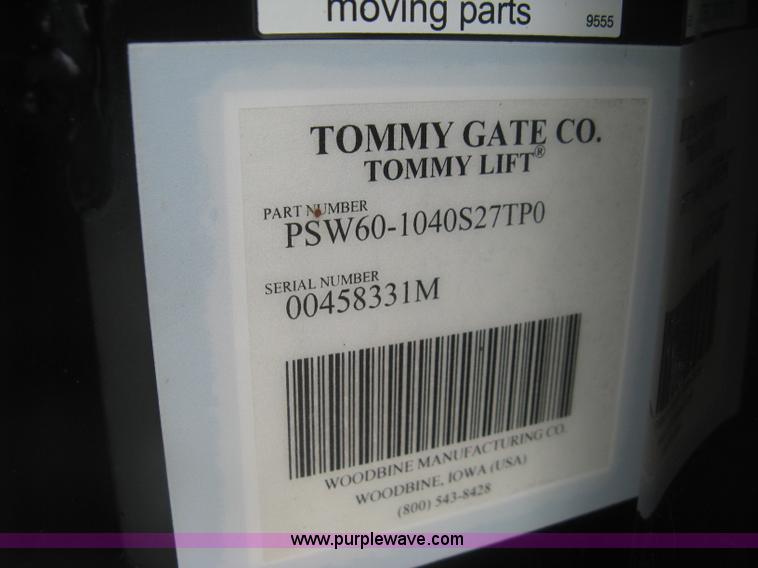 moving parts
9555
TOMMY GATE CO.
TOMMY LIFT®
PART NUMBER
PSW60-1040S27TP0
SERIAL NUMBER
00458331M
WOODBINE MANUFACTURING CO.
WOODBINE, IOWA (USA)
(800) 543-8428
www.purplewave.com